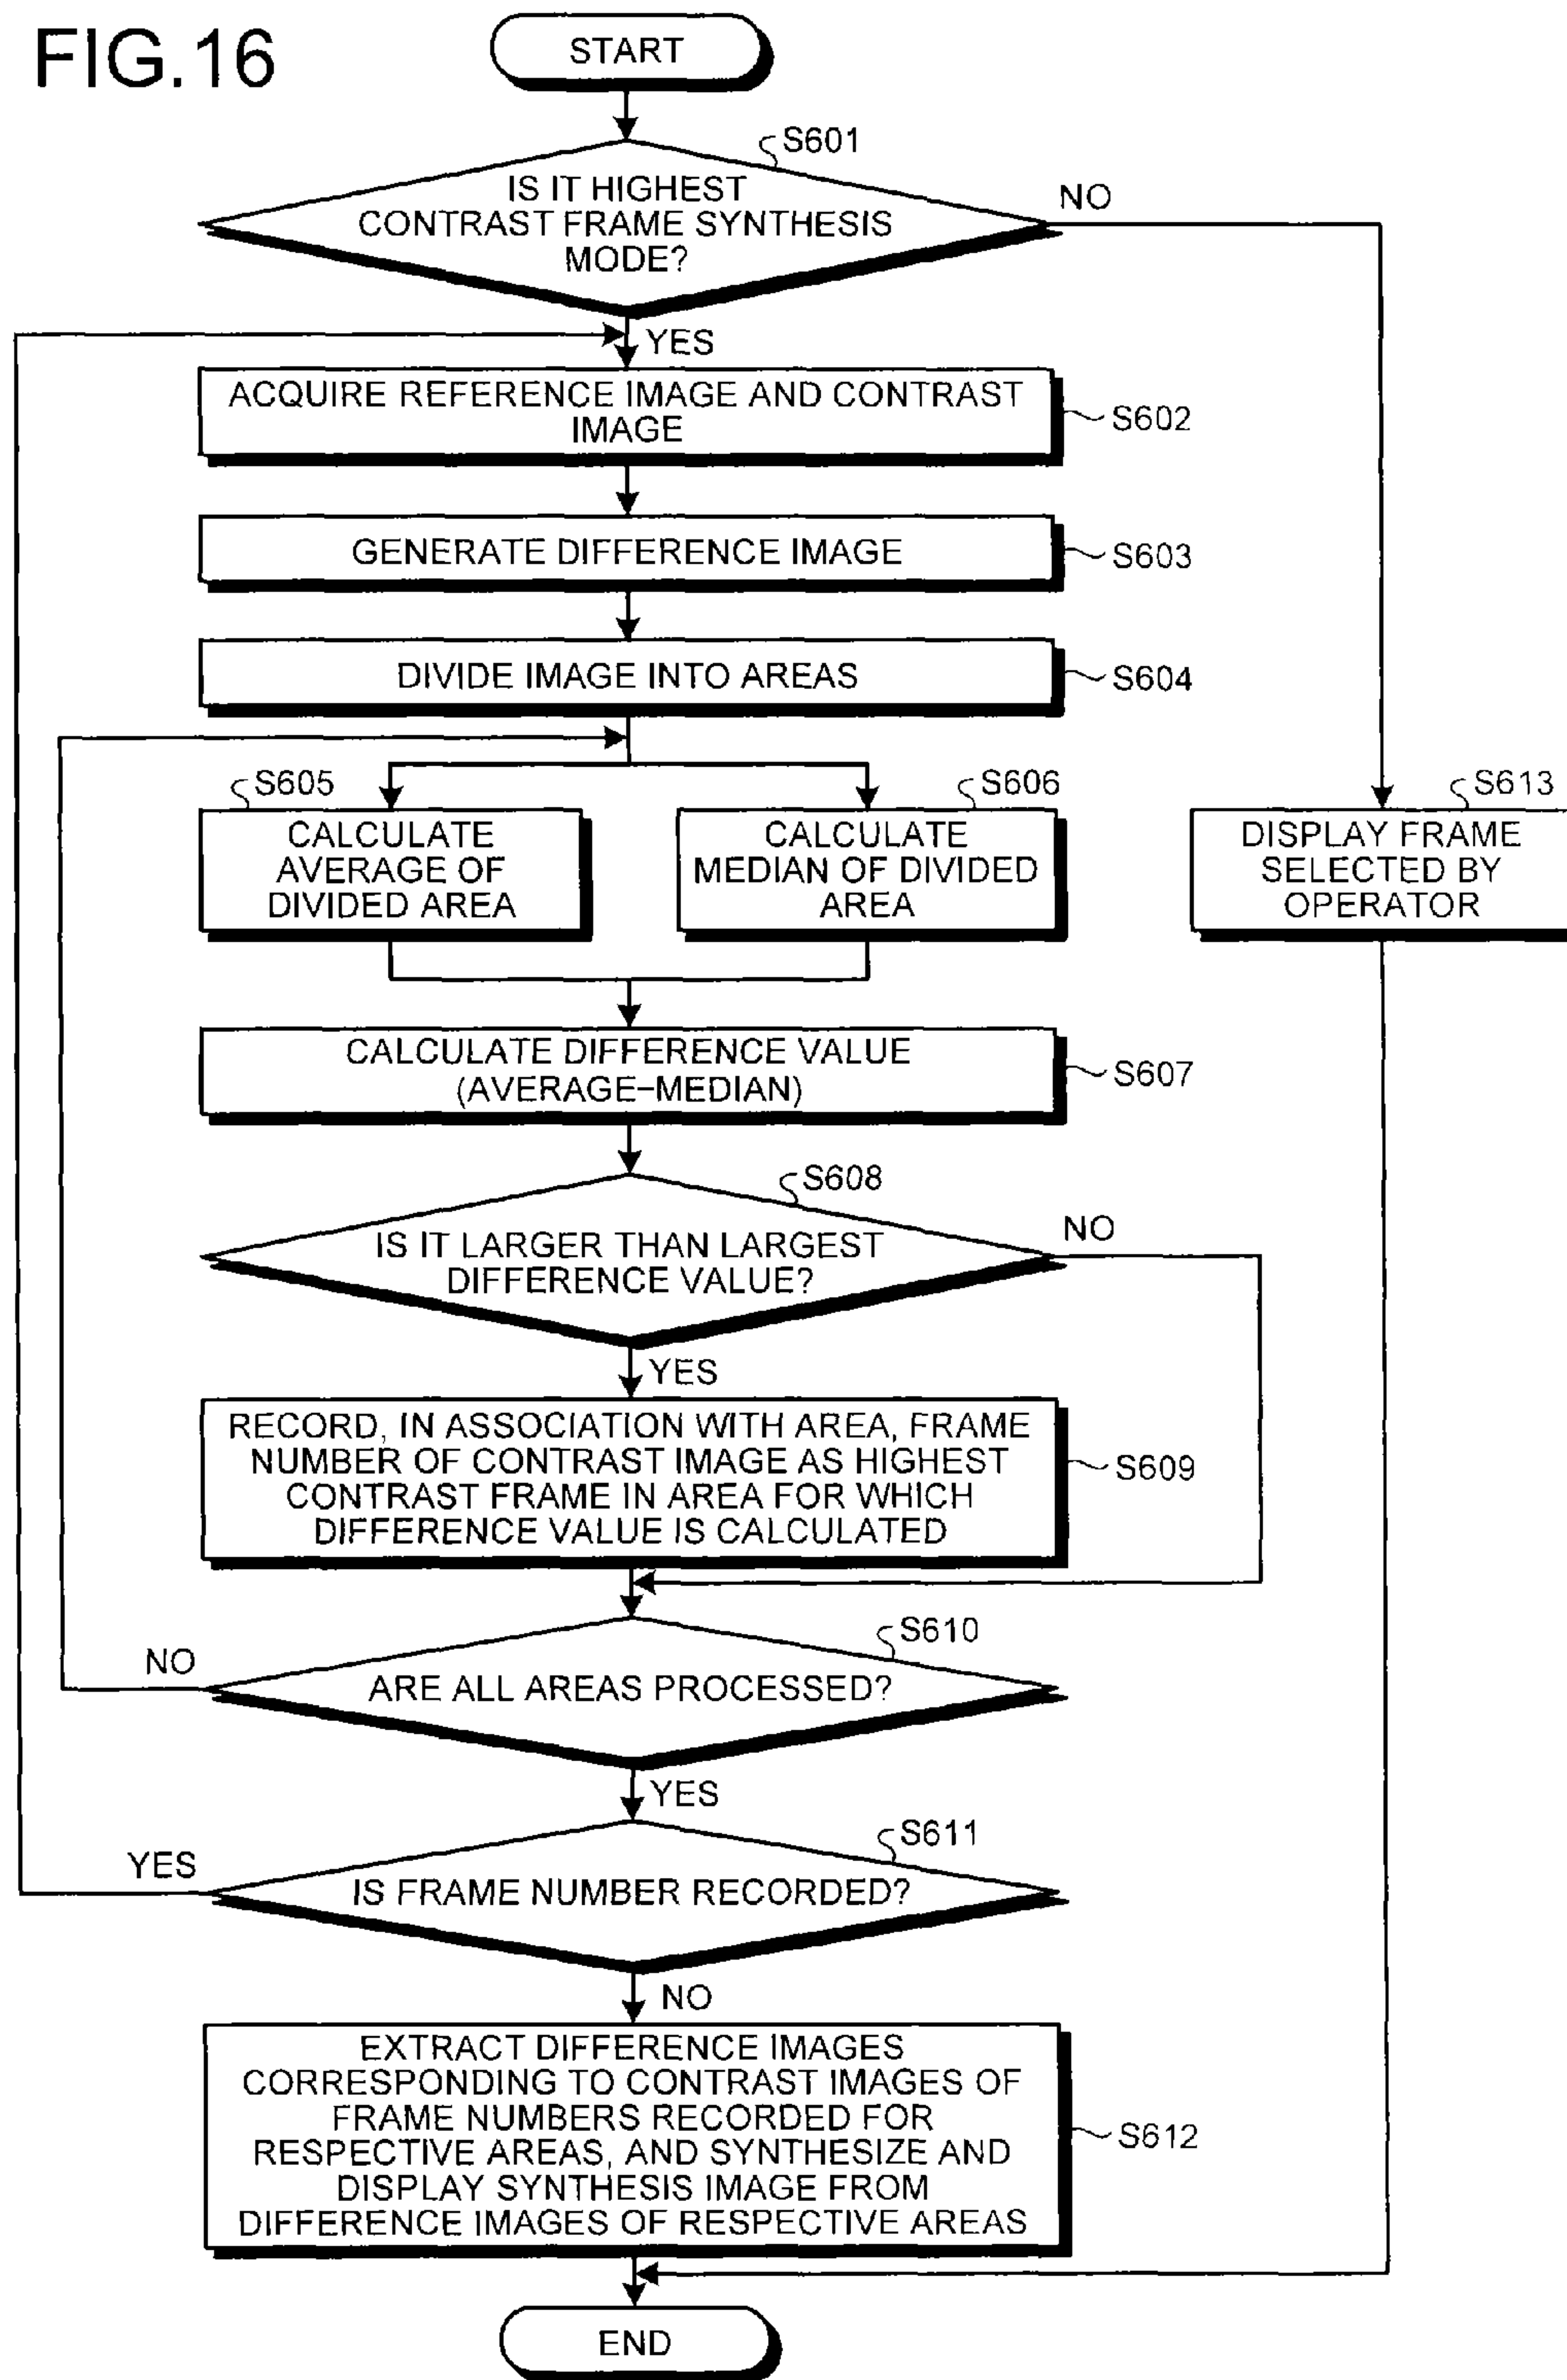 FIG.16
START
S601
IS IT HIGHEST
CONTRAST FRAME SYNTHESIS
MODE?
NO
YES
ACQUIRE REFERENCE IMAGE AND CONTRAST
IMAGE
S602
GENERATE DIFFERENCE IMAGE
S603
DIVIDE IMAGE INTO AREAS
S604
S605
CALCULATE
AVERAGE OF
DIVIDED AREA
S606
CALCULATE
MEDIAN OF DIVIDED
AREA
S613
DISPLAY FRAME
SELECTED BY
OPERATOR
CALCULATE DIFFERENCE VALUE
(AVERAGE−MEDIAN)
S607
S608
IS IT LARGER THAN LARGEST
DIFFERENCE VALUE?
NO
YES
RECORD, IN ASSOCIATION WITH AREA, FRAME
NUMBER OF CONTRAST IMAGE AS HIGHEST
CONTRAST FRAME IN AREA FOR WHICH
DIFFERENCE VALUE IS CALCULATED
S609
S610
NO
ARE ALL AREAS PROCESSED?
YES
S611
YES
IS FRAME NUMBER RECORDED?
NO
EXTRACT DIFFERENCE IMAGES
CORRESPONDING TO CONTRAST IMAGES OF
FRAME NUMBERS RECORDED FOR
RESPECTIVE AREAS, AND SYNTHESIZE AND
DISPLAY SYNTHESIS IMAGE FROM
DIFFERENCE IMAGES OF RESPECTIVE AREAS
S612
END